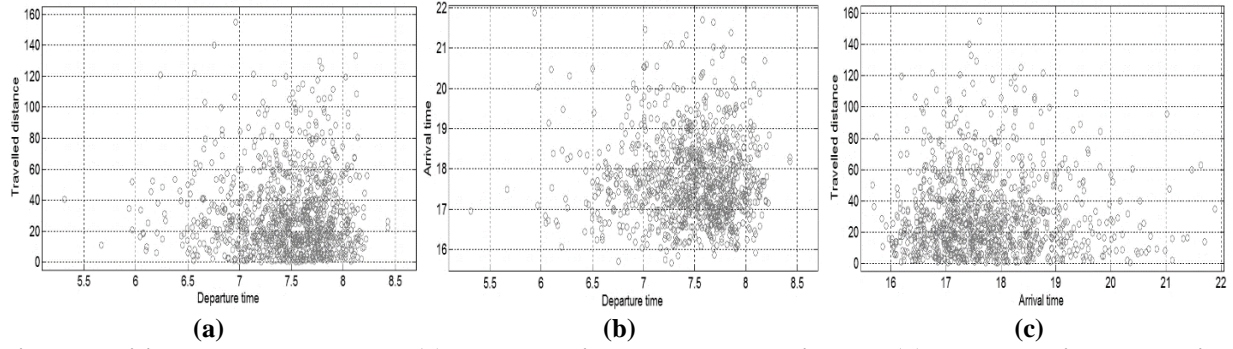 160
140
120
100
80
60
40
20
0
Travelled distance
5.5 6 6.5 7 7.5 8 8.5
Departure time
(a)
22
21
20
19
18
17
16
Arrival time
5.5 6 6.5 7 7.5 8 8.5
Departure time
(b)
160
140
120
100
80
60
40
20
0
Travelled distance
16 17 18 19 20 21 22
Arrival time
(c)